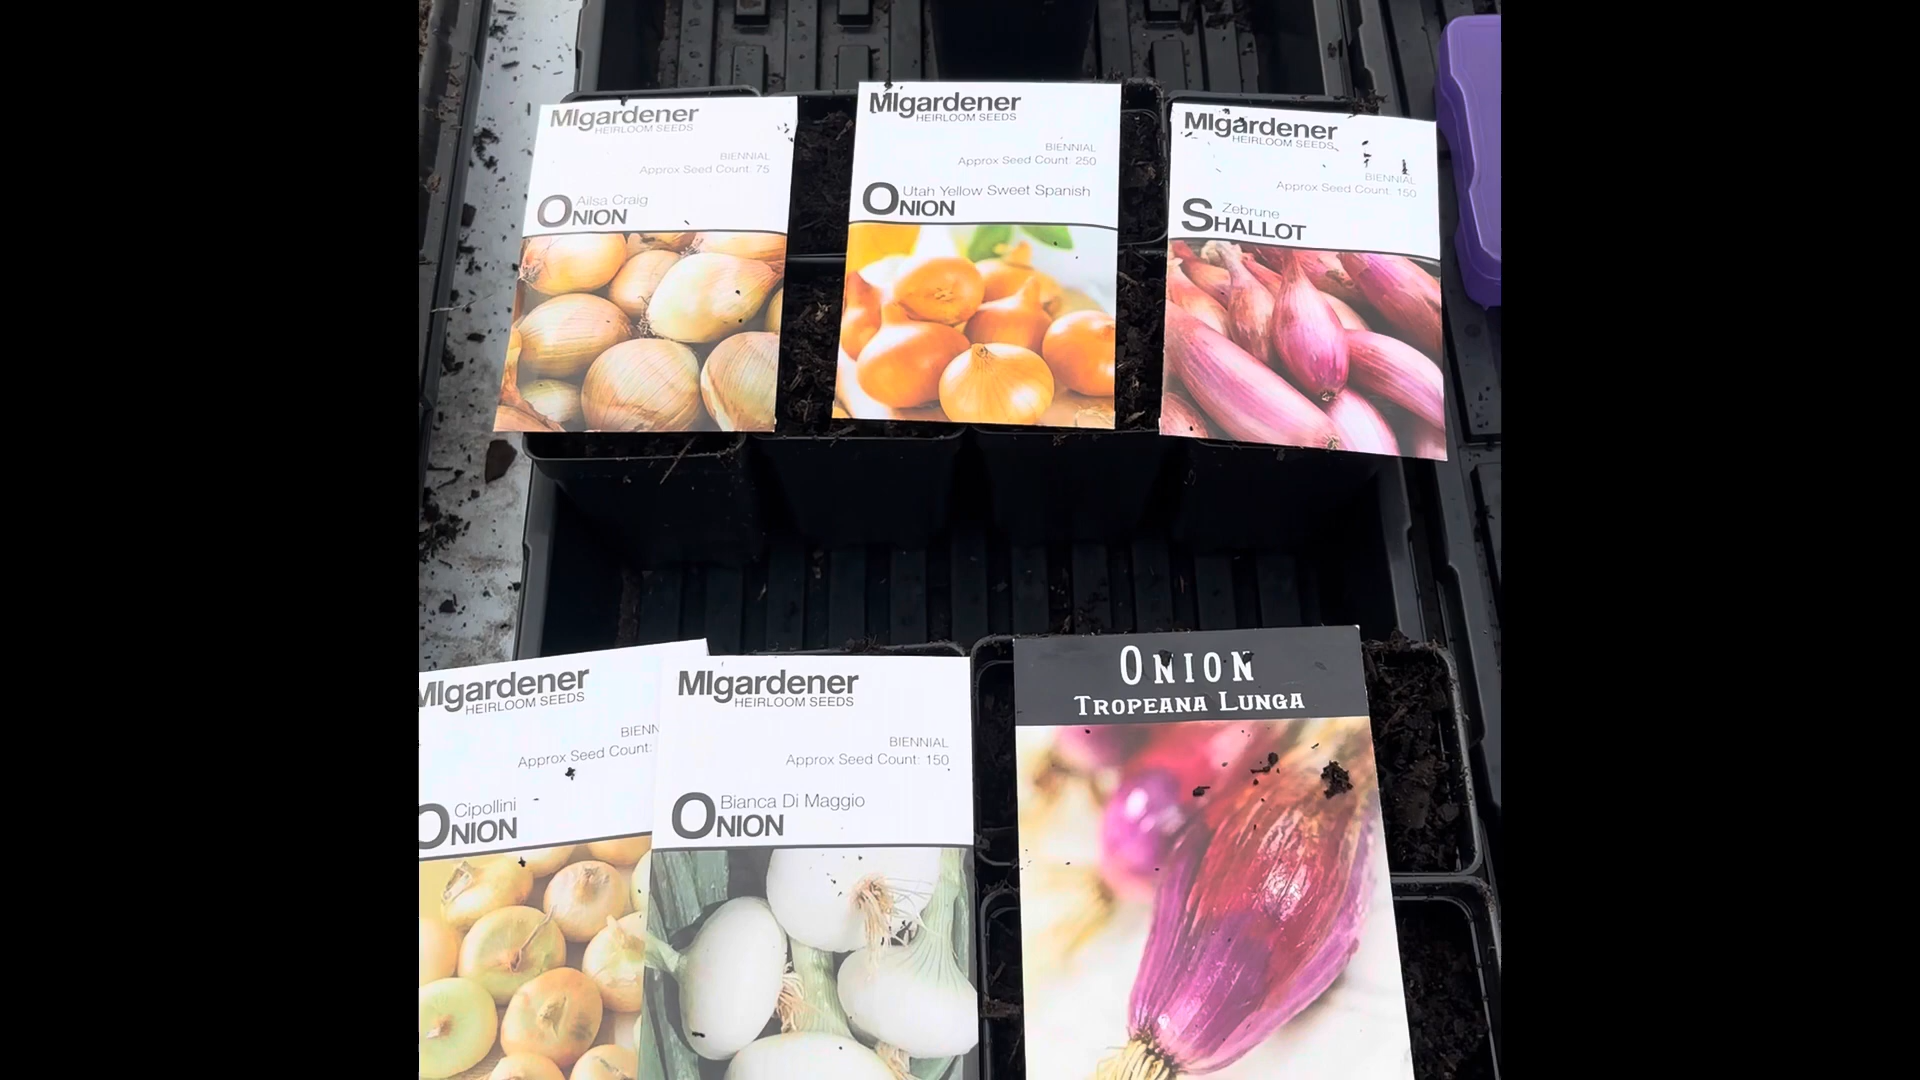 MIgardener
HEIRLOOM SEEDS
BIENNIAL
Approx Seed Count: 75
Ailsa Craig
ONION
MIgardener
HEIRLOOM SEEDS
BIENNIAL
Approx Seed Count: 250
Utah Yellow Sweet Spanish
ONION
MIgardener
HEIRLOOM SEEDS
BIENNIAL
Approx Seed Count: 150
Zebrune
SHALLOT
MIgardener
HEIRLOOM SEEDS
BIENN
Approx Seed Count:
Cipollini
ONION
MIgardener
HEIRLOOM SEEDS
BIENNIAL
Approx Seed Count: 150
Bianca Di Maggio
ONION
ONION
TROPEANA LUNGA